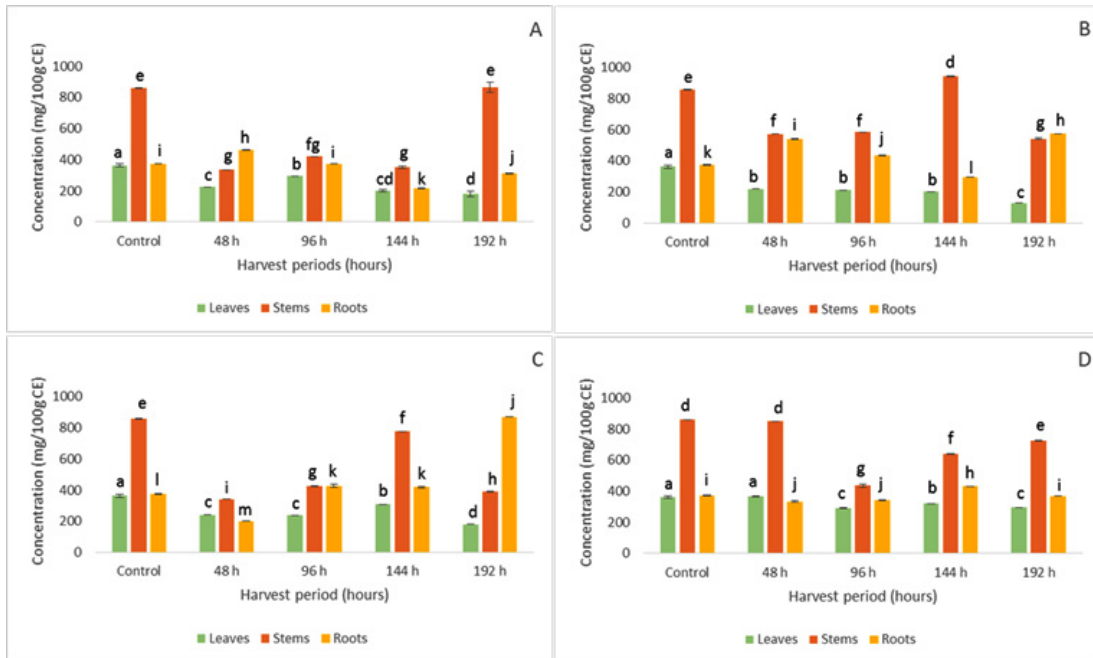 A
Concentration (mg/100g CE)
1000
800
600
400
200
0
a e i
c g h
b fg i
cd g k
d e j
Control 48 h 96 h 144 h 192 h
Harvest periods (hours)
Leaves Stems Roots
B
Concentration (mg/100g CE)
1000
800
600
400
200
0
a e k
b f i
b f j
b d l
c g h
Control 48 h 96 h 144 h 192 h
Harvest period (hours)
Leaves Stems Roots
C
Concentration (mg/100g CE)
1000
800
600
400
200
0
a e l
c i m
c g k
b f k
d h j
Control 48 h 96 h 144 h 192 h
Harvest period (hours)
Leaves Stems Roots
D
Concentration (mg/100g CE)
1000
800
600
400
200
0
a d i
a d j
c g j
b f h
c e i
Control 48 h 96 h 144 h 192 h
Harvest period (hours)
Leaves Stems Roots